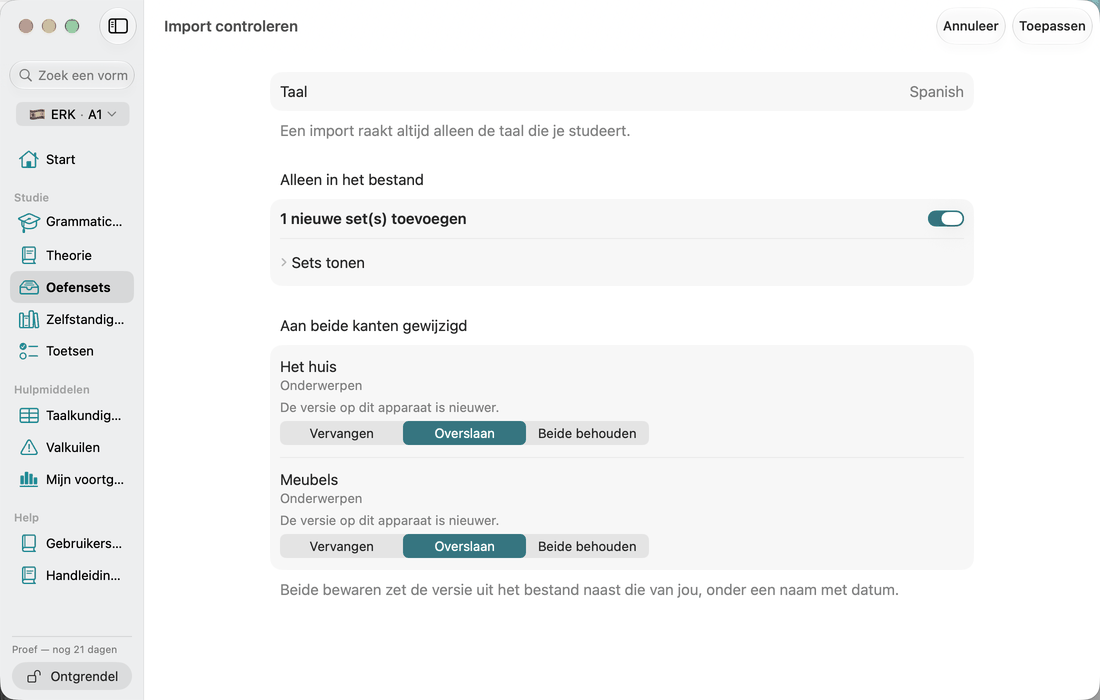 Import controleren
Annuleer
Toepassen
Zoek een vorm
ERK · A1
Start
Studie
Grammatic...
Theorie
Oefensets
Zelfstandig...
Toetsen
Hulpmiddelen
Taalkundig...
Valkuilen
Mijn voortg...
Help
Gebruikers...
Handleidin...
Proef — nog 21 dagen
Ontgrendel
Taal
Spanish
Een import raakt altijd alleen de taal die je studeert.
Alleen in het bestand
1 nieuwe set(s) toevoegen
Sets tonen
Aan beide kanten gewijzigd
Het huis
Onderwerpen
De versie op dit apparaat is nieuwer.
Vervangen Overslaan Beide behouden
Meubels
Onderwerpen
De versie op dit apparaat is nieuwer.
Vervangen Overslaan Beide behouden
Beide bewaren zet de versie uit het bestand naast die van jou, onder een naam met datum.